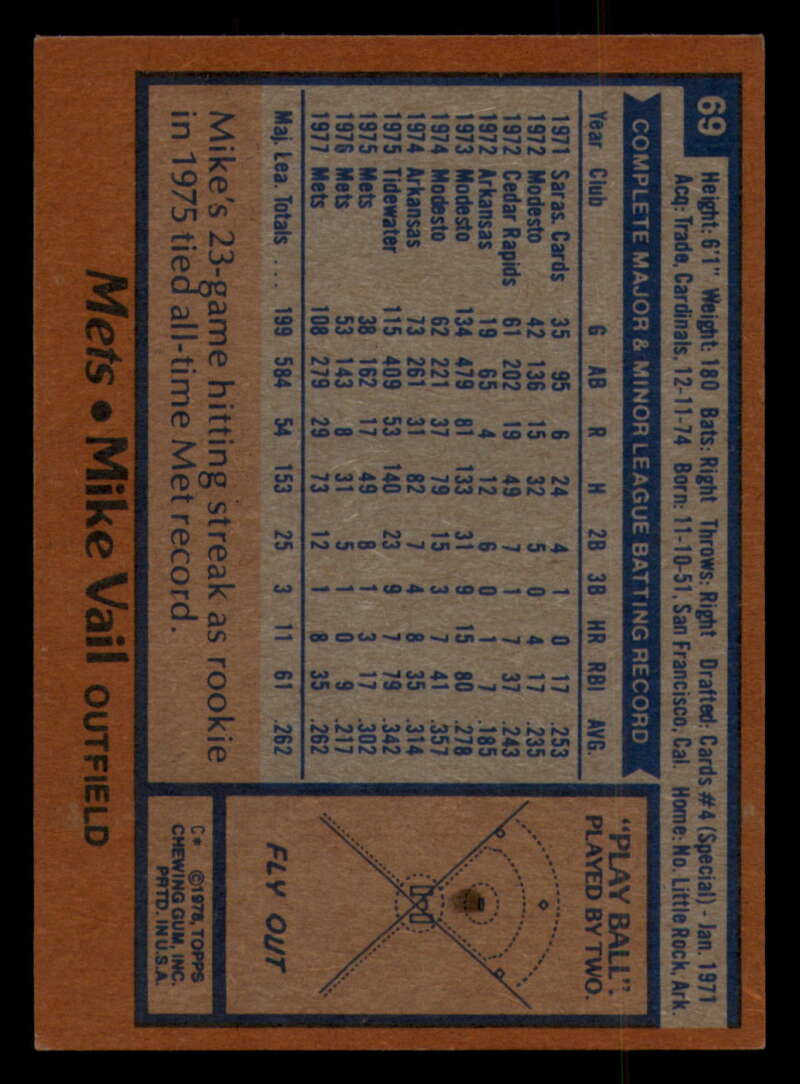 69
Height: 6'1" Weight: 180 Bats: Right Throws: Right Drafted: Cards #4 (Special) - Jan. 1971
Acq: Trade, Cardinals, 12-11-74 Born: 11-10-51, San Francisco, Cal. Home: No. Little Rock, Ark.
COMPLETE MAJOR & MINOR LEAGUE BATTING RECORD
Year Club G AB R H 2B 3B HR RBI AVG.
1971 Saras. Cards 35 95 6 24 4 1 0 17 .253
1972 Modesto 42 136 15 32 5 0 4 17 .235
1972 Cedar Rapids 61 202 19 49 7 1 7 37 .243
1972 Arkansas 19 65 4 12 6 0 1 7 .185
1973 Modesto 134 479 81 133 31 9 15 80 .278
1974 Modesto 62 221 37 79 15 3 7 41 .357
1974 Arkansas 73 261 31 82 7 4 8 35 .314
1975 Tidewater 115 409 53 140 23 9 7 79 .342
1975 Mets 38 162 17 49 8 1 3 17 .302
1976 Mets 53 143 8 31 5 1 0 9 .217
1977 Mets 108 279 29 73 12 1 8 35 .262
Maj. Lea. Totals ... 199 584 54 153 25 3 11 61 .262
Mike's 23-game hitting streak as rookie
in 1975 tied all-time Met record.
"PLAY BALL":
PLAYED BY TWO.
FLY OUT
C* ©1978, TOPPS
CHEWING GUM, INC.
PRTD. IN U.S.A.
Mets • Mike Vail OUTFIELD